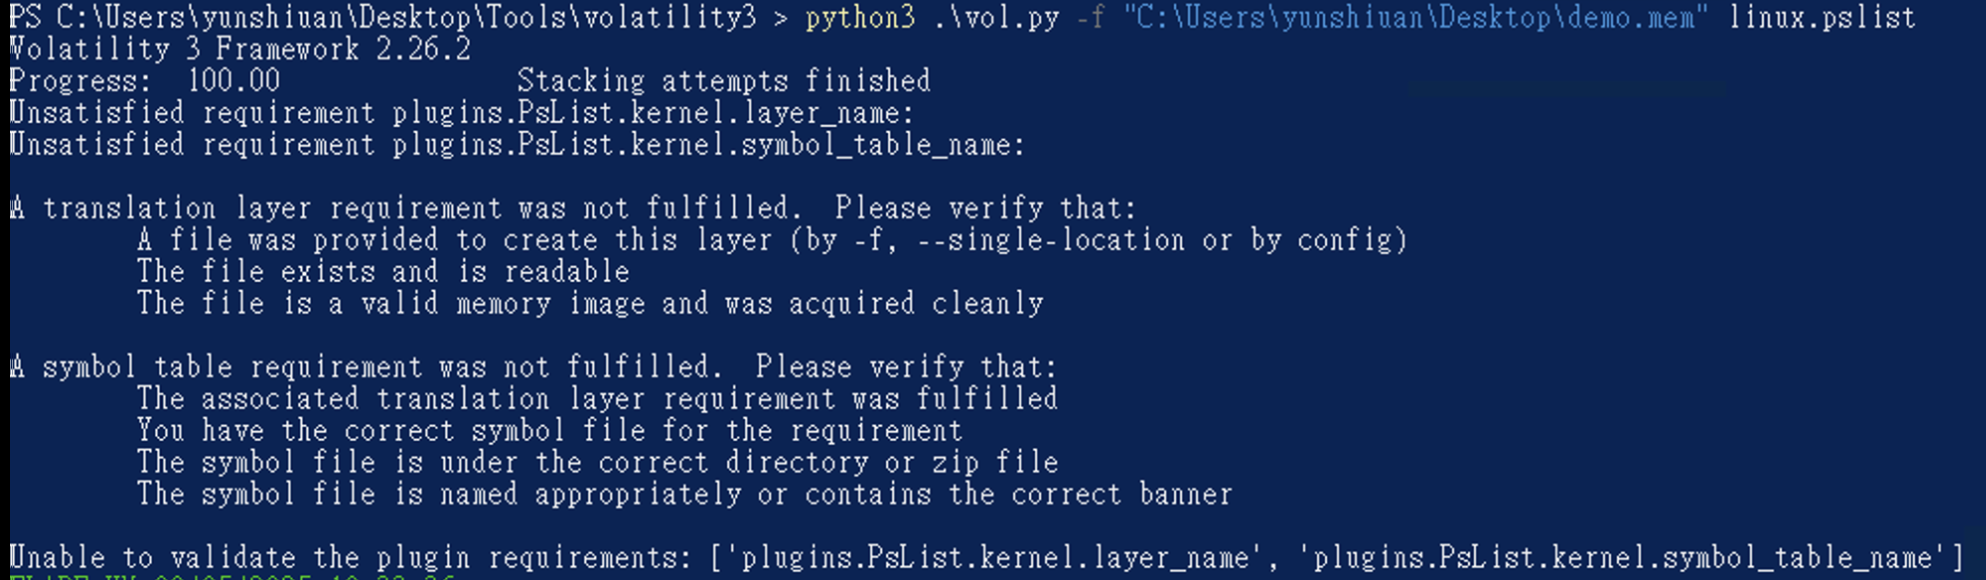 PS C:\Users\yunshiuan\Desktop\Tools\volatility3 > python3 .\vol.py -f "C:\Users\yunshiuan\Desktop\demo.mem" linux.pslist
Volatility 3 Framework 2.26.2
Progress:  100.00               Stacking attempts finished
Unsatisfied requirement plugins.PsList.kernel.layer_name:
Unsatisfied requirement plugins.PsList.kernel.symbol_table_name:
A translation layer requirement was not fulfilled.  Please verify that:
        A file was provided to create this layer (by -f, --single-location or by config)
        The file exists and is readable
        The file is a valid memory image and was acquired cleanly
A symbol table requirement was not fulfilled.  Please verify that:
        The associated translation layer requirement was fulfilled
        You have the correct symbol file for the requirement
        The symbol file is under the correct directory or zip file
        The symbol file is named appropriately or contains the correct banner
Unable to validate the plugin requirements: ['plugins.PsList.kernel.layer_name', 'plugins.PsList.kernel.symbol_table_name']